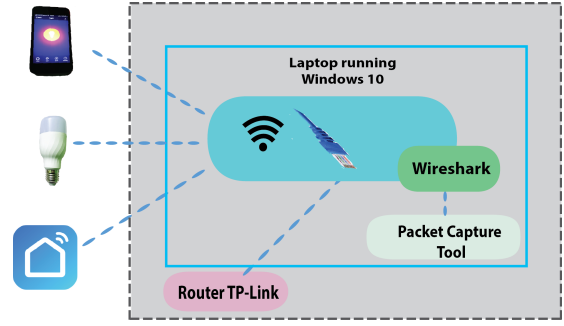 Laptop running
Windows 10
Wireshark
Packet Capture
Tool
Router TP-Link